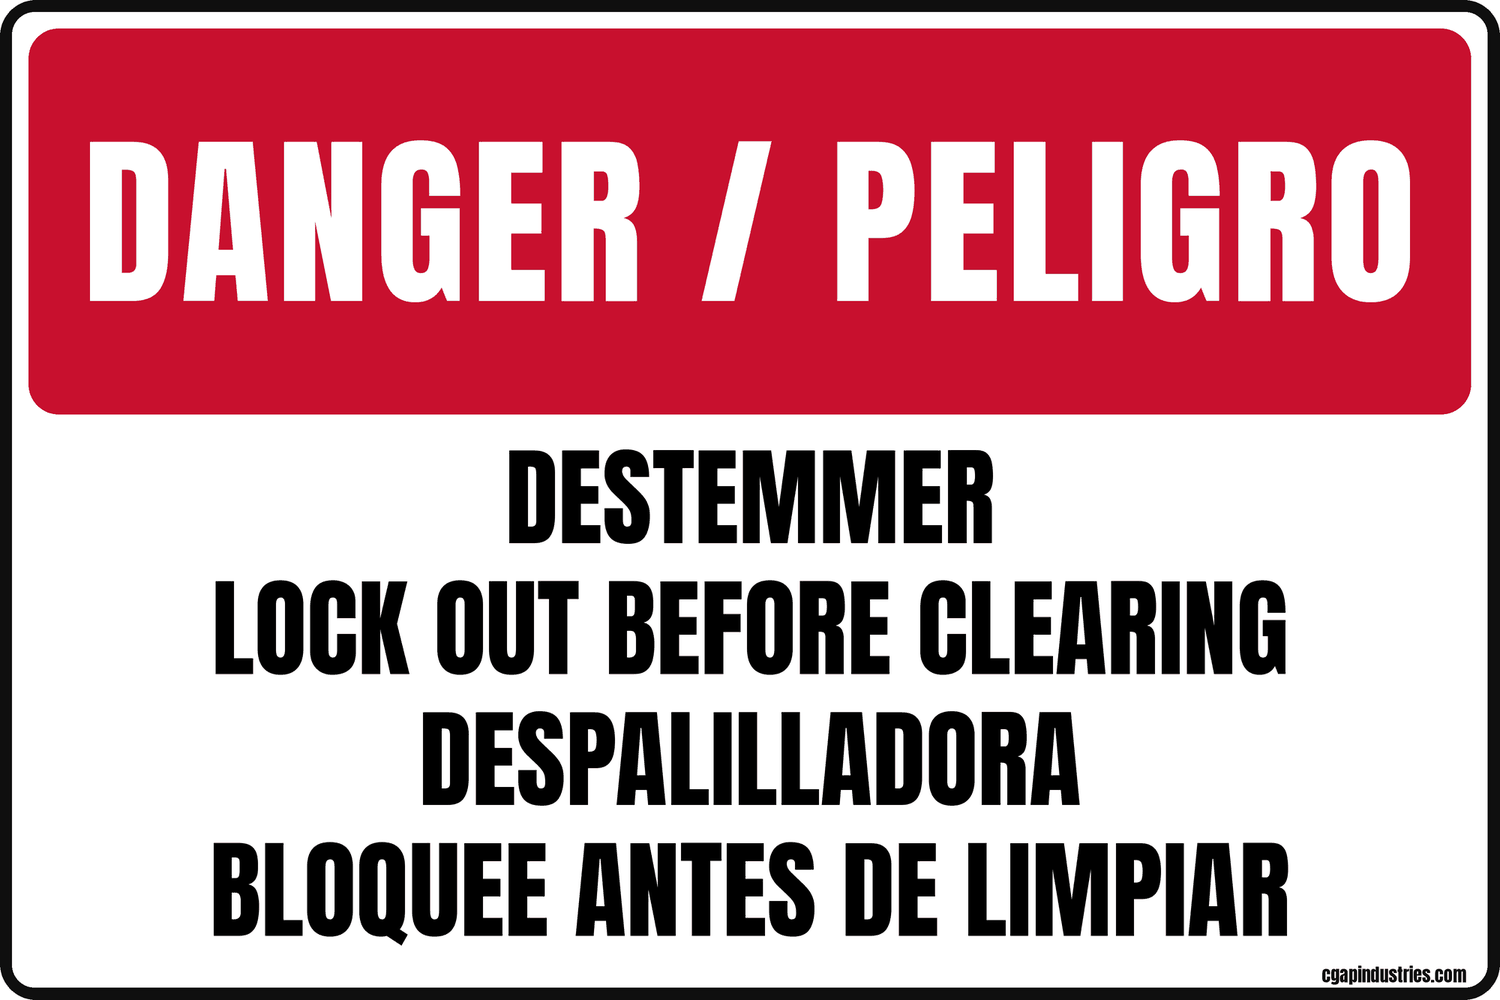 DANGER / PELIGRO
DESTEMMER
LOCK OUT BEFORE CLEARING
DESPALILLADORA
BLOQUEE ANTES DE LIMPIAR
cgapindustries.com